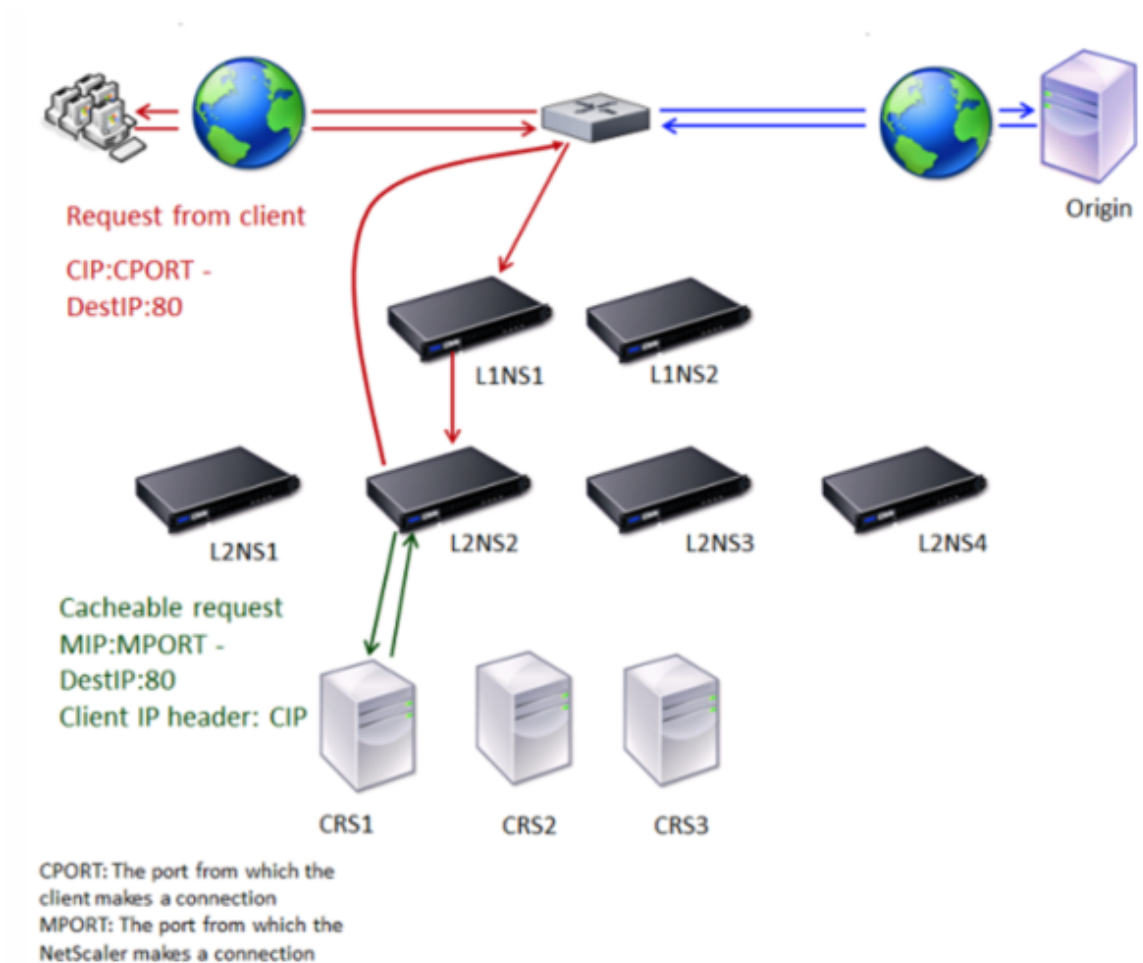 Origin
Request from client
CIP:CPORT -
DestIP:80
L1NS1
L1NS2
L2NS1
L2NS2
L2NS3
L2NS4
Cacheable request
MIP:MPORT -
DestIP:80
Client IP header: CIP
CRS1
CRS2
CRS3
CPORT: The port from which the
client makes a connection
MPORT: The port from which the
NetScaler makes a connection